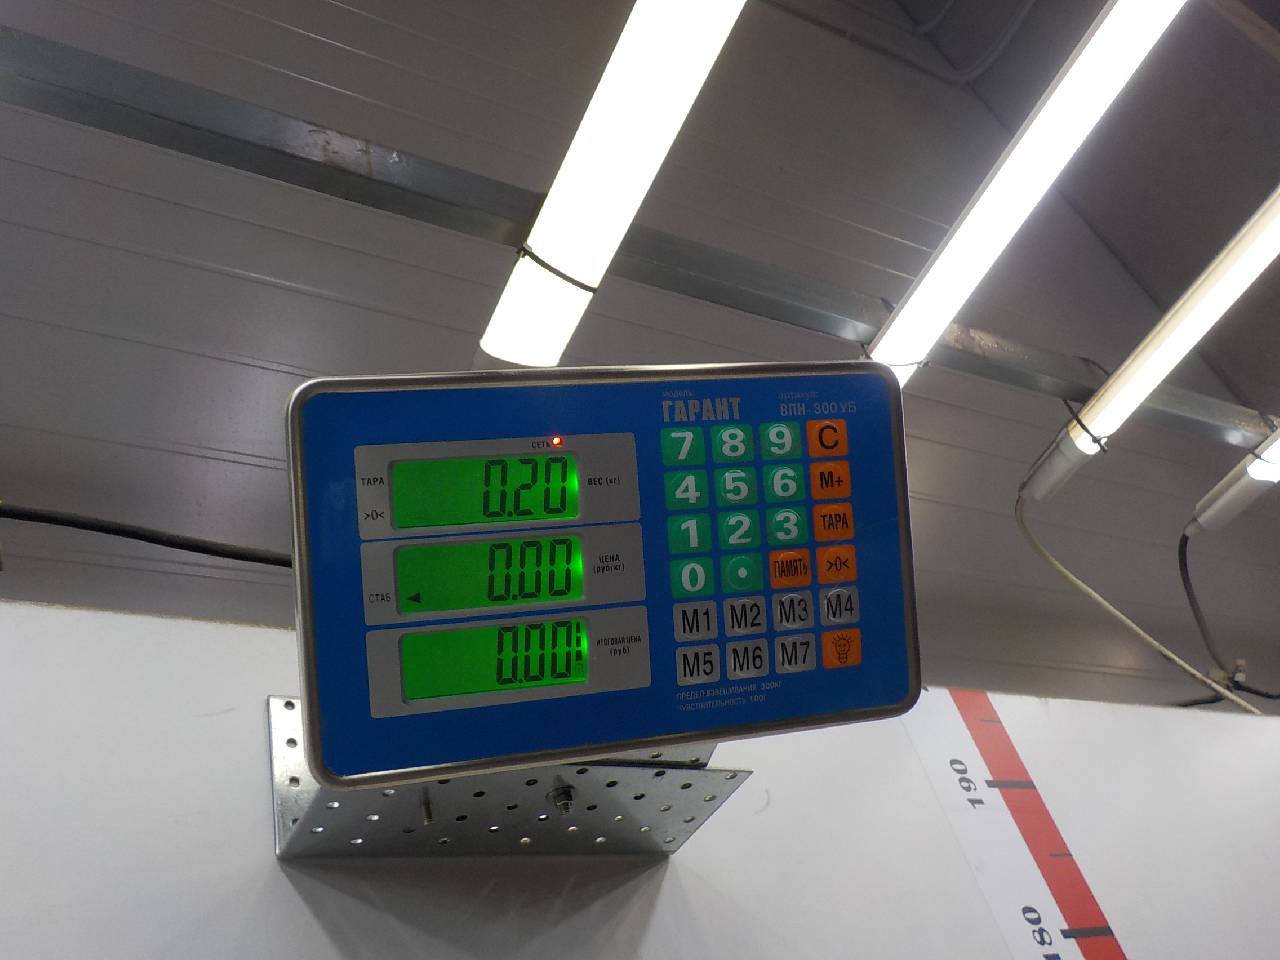 модель: артикул:
ГАРАНТ ВПН-300УБ
СЕТЬ
ТАРА 0.20 ВЕС (кг)
>0<
0.00 ЦЕНА (руб/кг)
СТАБ
0.00 ИТОГОВАЯ ЦЕНА (руб)
7 8 9 C
4 5 6 M+
1 2 3 ТАРА
0 . ПАМЯТЬ >0<
M1 M2 M3 M4
M5 M6 M7
ПРЕДЕЛ ВЗВЕШИВАНИЯ 300КГ
ЧУВСТВИТЕЛЬНОСТЬ 100Г
190
180